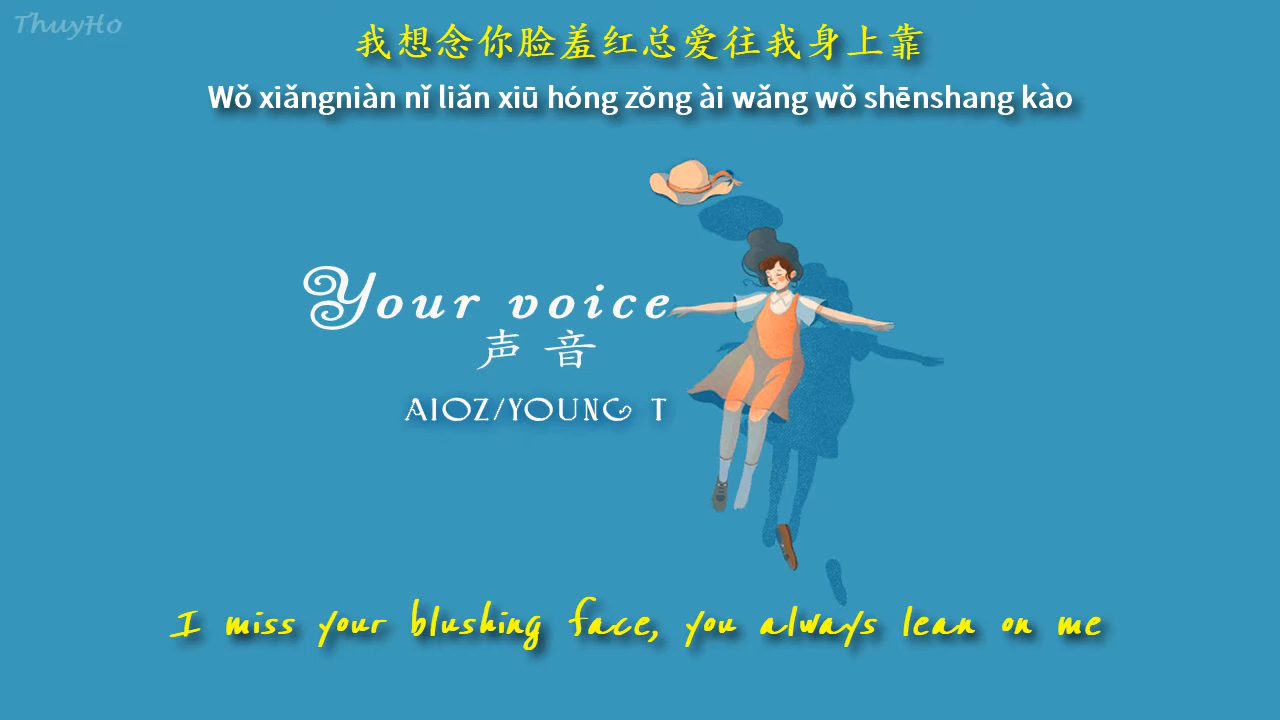 ThuyHo
我想念你脸羞红总爱往我身上靠
Wǒ xiǎngniàn nǐ liǎn xiū hóng zǒng ài wǎng wǒ shēnshang kào
Your voice
声音
AIOZ/YOUNG T
I miss your blushing face, you always lean on me